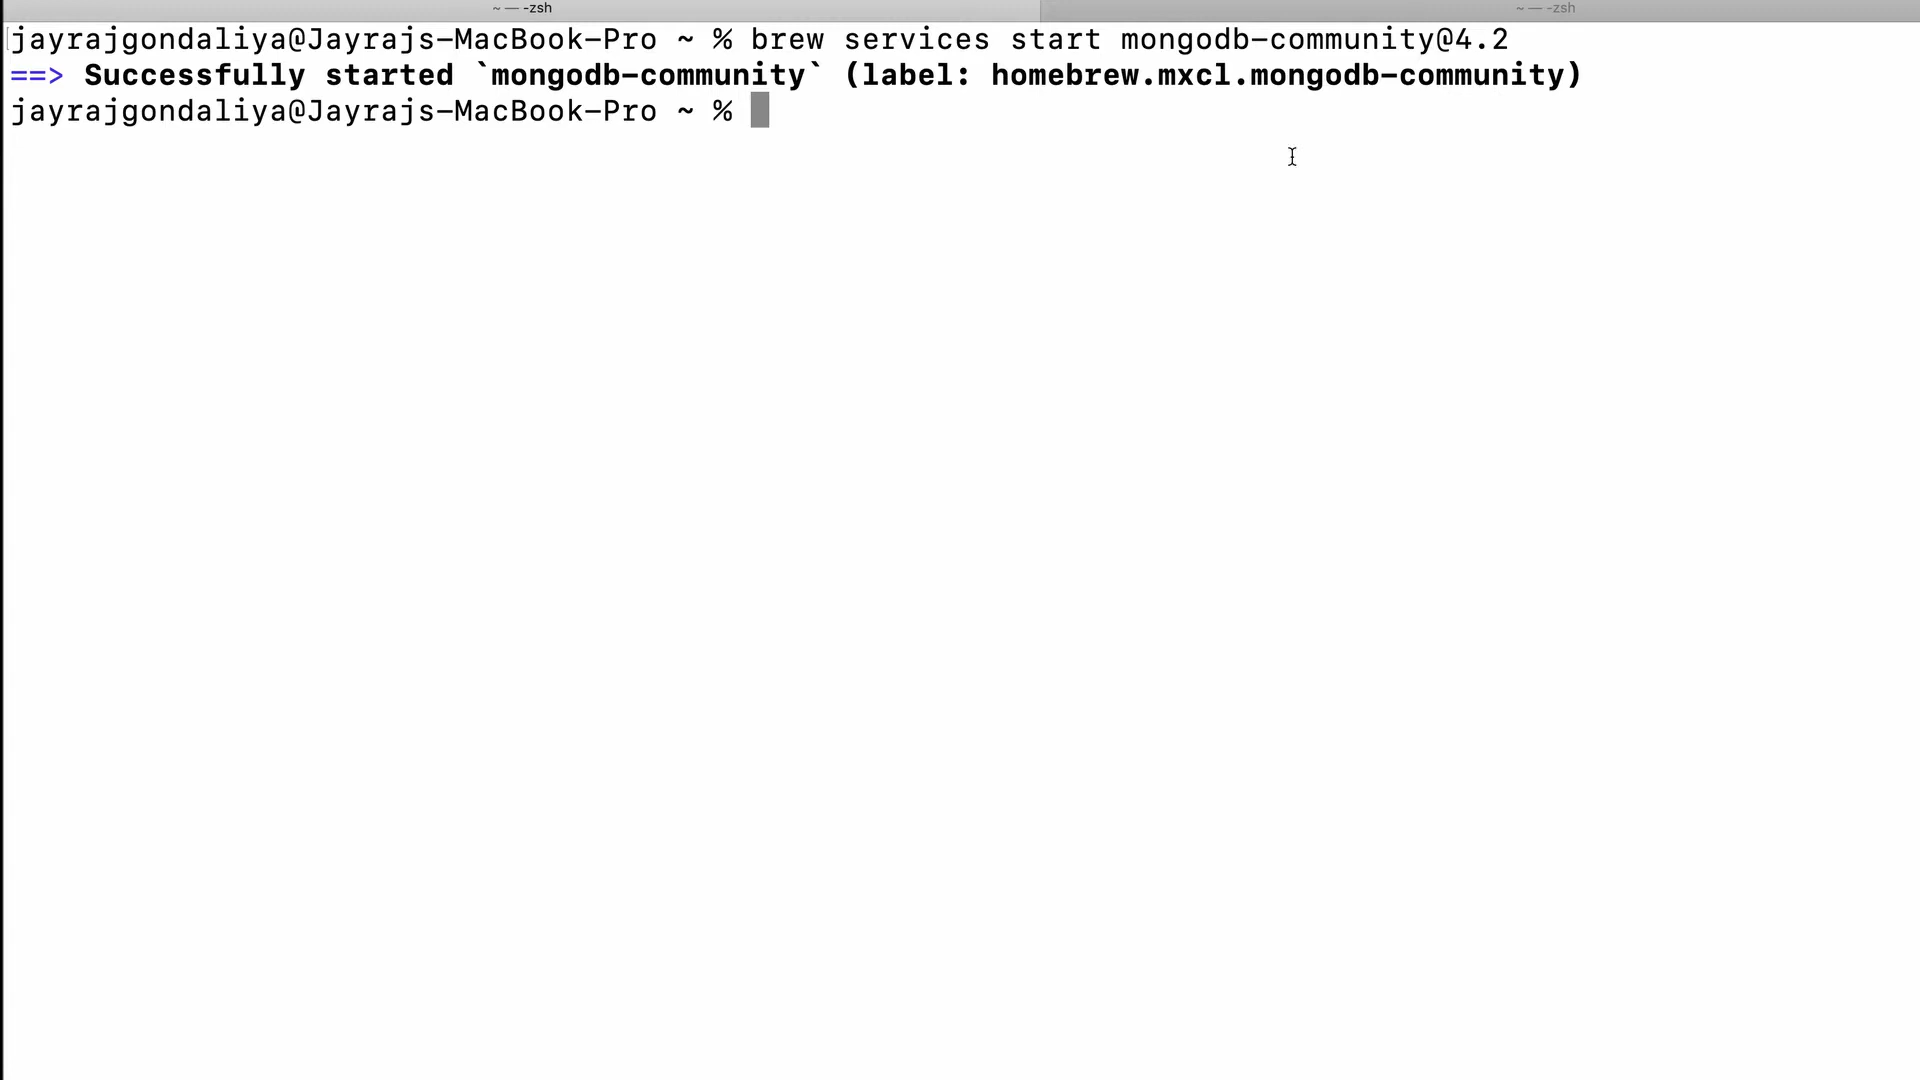 ~ — -zsh
~ — -zsh
jayrajgondaliya@Jayrajs-MacBook-Pro ~ % brew services start mongodb-community@4.2
==> Successfully started `mongodb-community` (label: homebrew.mxcl.mongodb-community)
jayrajgondaliya@Jayrajs-MacBook-Pro ~ %